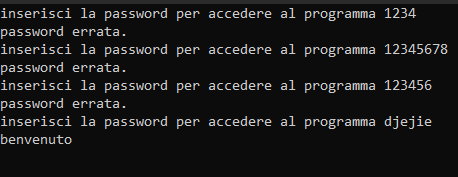 inserisci la password per accedere al programma 1234
password errata.
inserisci la password per accedere al programma 12345678
password errata.
inserisci la password per accedere al programma 123456
password errata.
inserisci la password per accedere al programma djejie
benvenuto